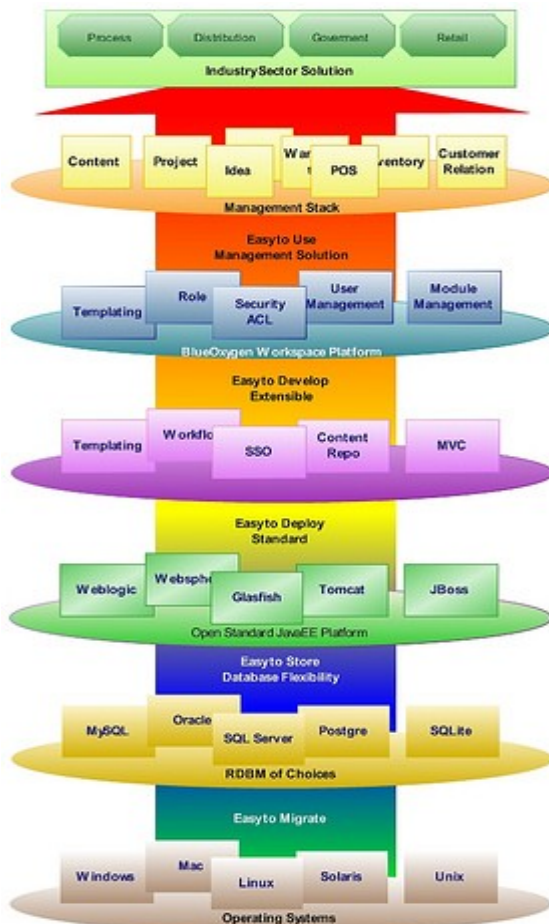 Process
Distribution
Goverment
Retail
IndustrySector Solution
Content
Project
Idea
POS
ventory
Customer
Relation
Management Stack
Easyto Use
Management Solution
Templating
Role
Security
ACL
User
Management
Module
Management
BlueOxygen Workspace Platform
Easyto Develop
Extensible
Templating
Workflo
SSO
Content
Repo
MVC
Easyto Deploy
Standard
Weblogic
Websphe
Glasfish
Tomcat
JBoss
Open Standard JavaEE Platform
Easyto Store
Database Flexibility
MySQL
Oracle
SQL Server
Postgre
SQLite
RDBM of Choices
Easyto Migrate
Windows
Mac
Linux
Solaris
Unix
Operating Systems